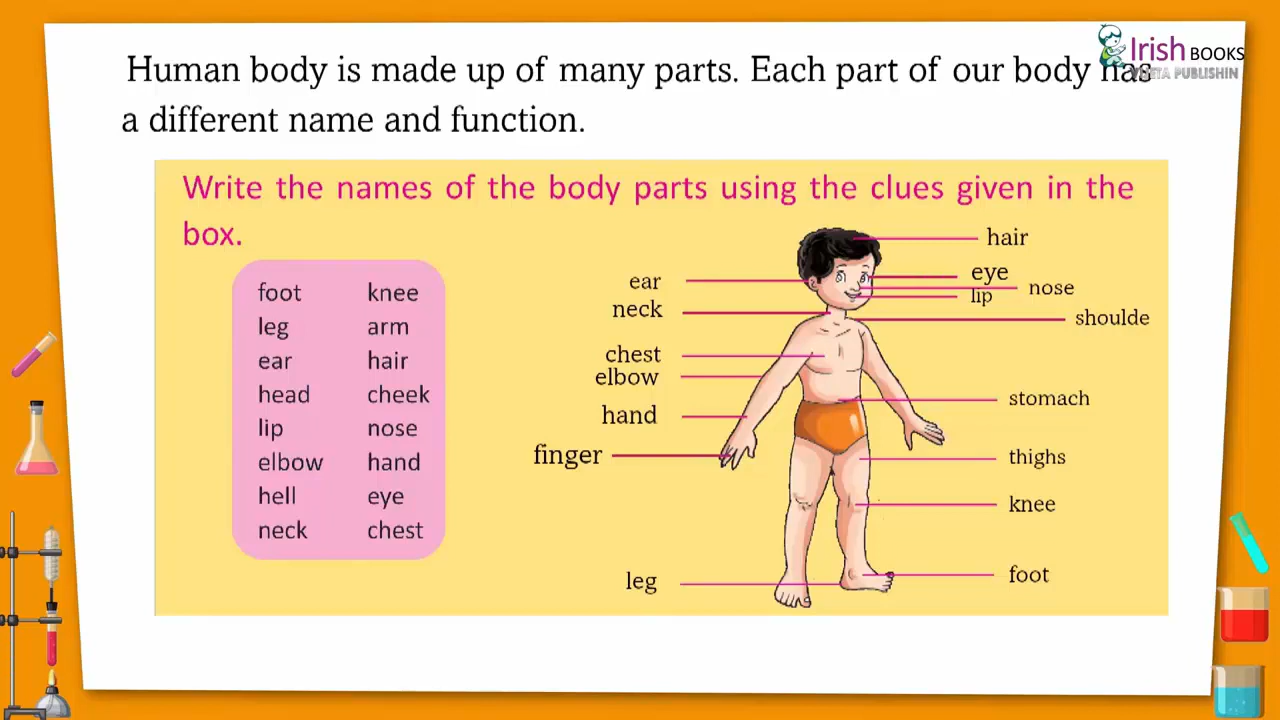 Human body is made up of many parts. Each part of our body has
a different name and function.
Irish BOOKS
Write the names of the body parts using the clues given in the
box.
foot knee
leg arm
ear hair
head cheek
lip nose
elbow hand
hell eye
neck chest
ear
neck
chest
elbow
hand
finger
leg
hair
eye
nose
lip
shoulde
stomach
thighs
knee
foot